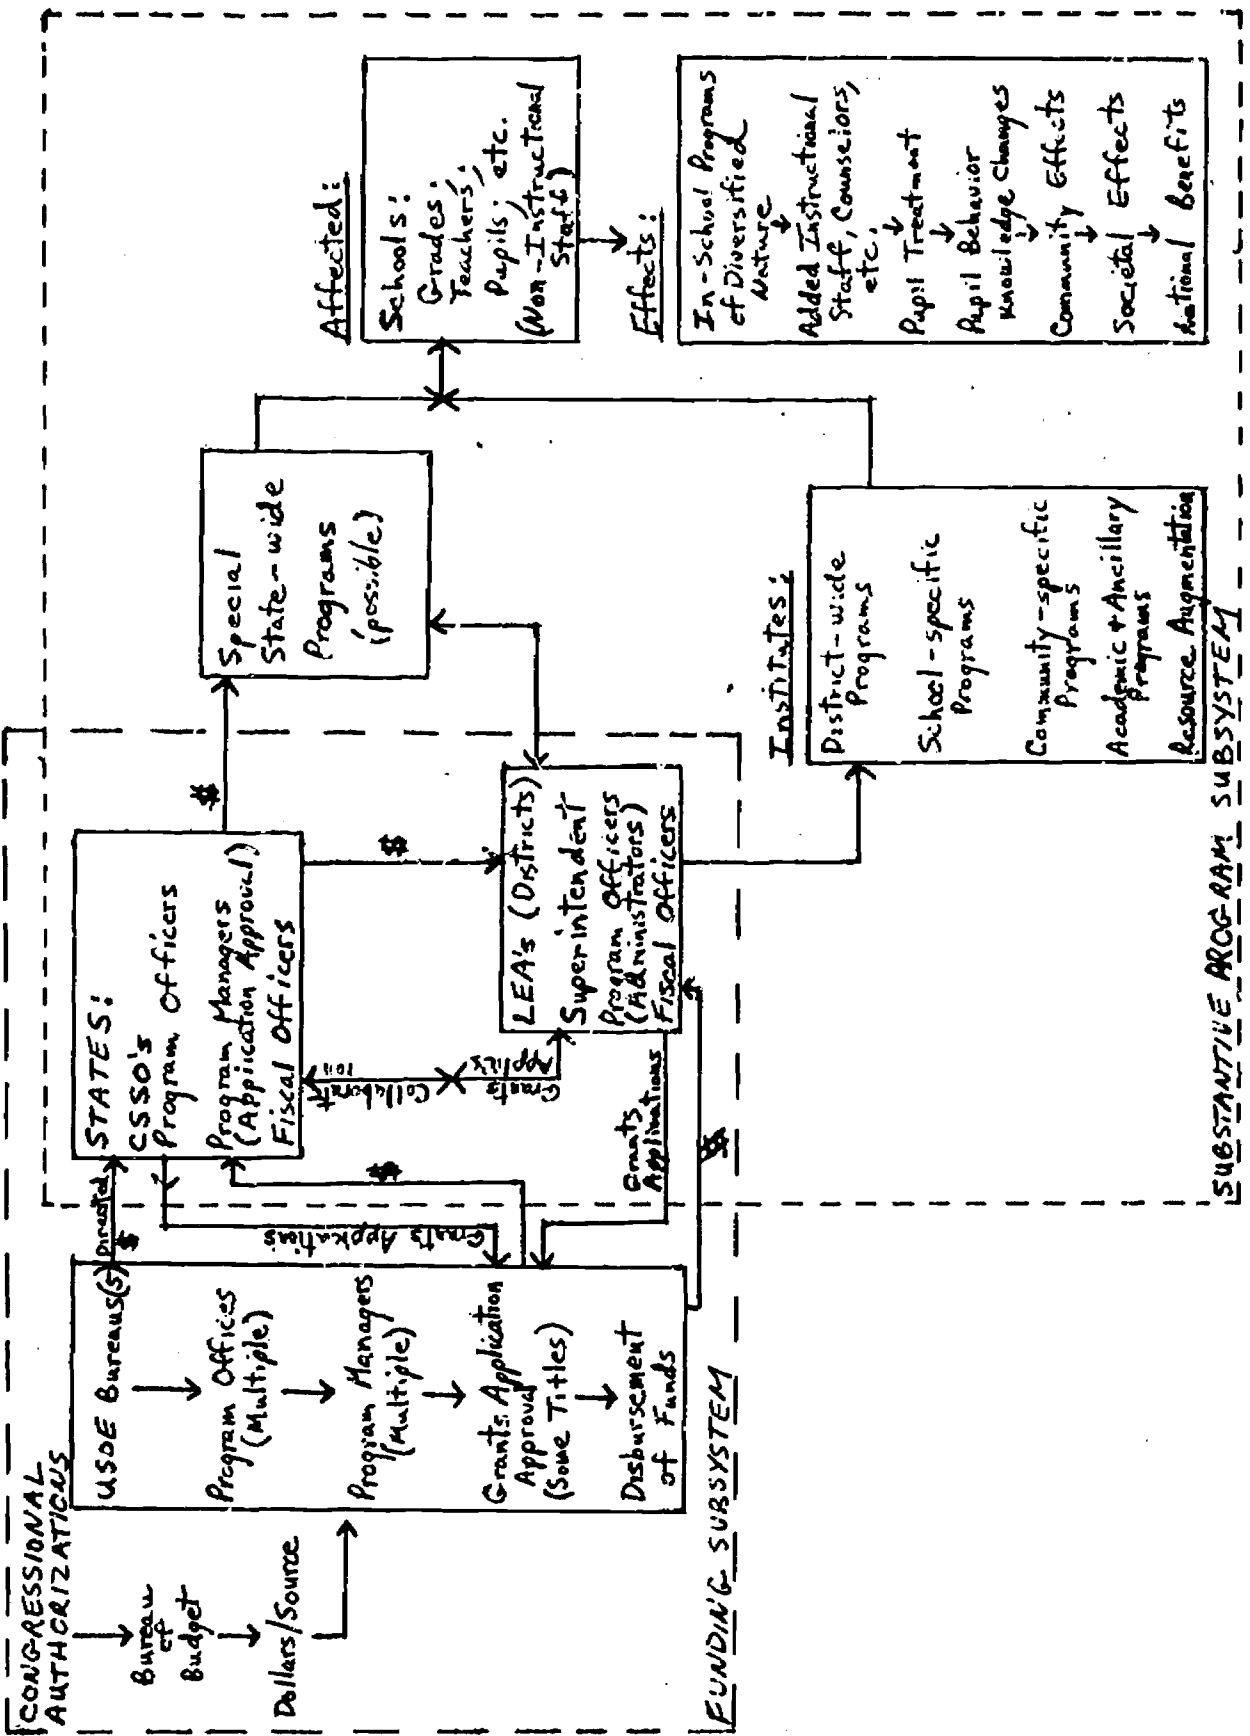 CONGRESSIONAL
AUTHORIZATIONS
Bureau
of
Budget
Dollars/Source
USOE Bureaus(s)
Program Offices
(Multiple)
Program Managers
(Multiple)
Grants Application
Approval
(Some Titles)
Disbursement
of Funds
FUNDING SUBSYSTEM
Directed
$
Grants Applications
$
Grants
Applications
$
STATES:
CSSO's
Program Officers
Program Managers
(Application Approval)
Fiscal Officers
Collaborat
ion
Grants
Applic's
$
$
LEA's (Districts)
Superintendent
Program Officers
(Administrators)
Fiscal Officers
Special
State-wide
Programs
(possible)
Institutes:
District-wide
Programs
School-specific
Programs
Community-specific
Programs
Academic & Ancillary
Programs
Resource Augmentation
Affected:
Schools:
Grades;
Teachers;
Pupils; etc.
(Non-Instructional
Staff)
Effects:
In-School Programs
of Diversified
Nature
Added Instructional
Staff, Counselors,
etc.
Pupil Treatment
Pupil Behavior
Knowledge Changes
Community Effects
Societal Effects
National Benefits
SUBSTANTIVE PROGRAM SUBSYSTEM